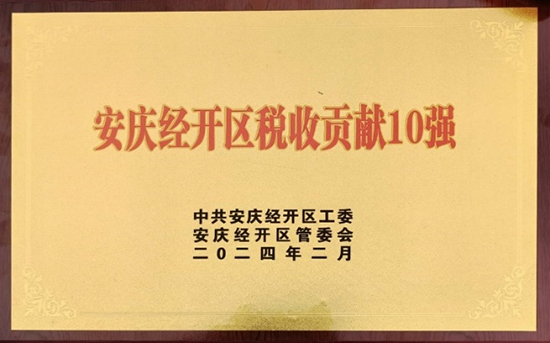 安庆经开区税收贡献10强
中共安庆经开区工委
安庆经开区管委会
二〇二四年二月